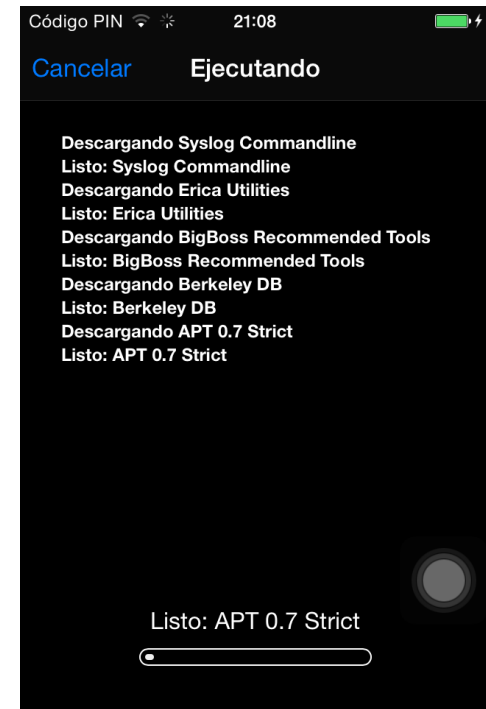 Código PIN 21:08
Cancelar Ejecutando
Descargando Syslog Commandline
Listo: Syslog Commandline
Descargando Erica Utilities
Listo: Erica Utilities
Descargando BigBoss Recommended Tools
Listo: BigBoss Recommended Tools
Descargando Berkeley DB
Listo: Berkeley DB
Descargando APT 0.7 Strict
Listo: APT 0.7 Strict
Listo: APT 0.7 Strict